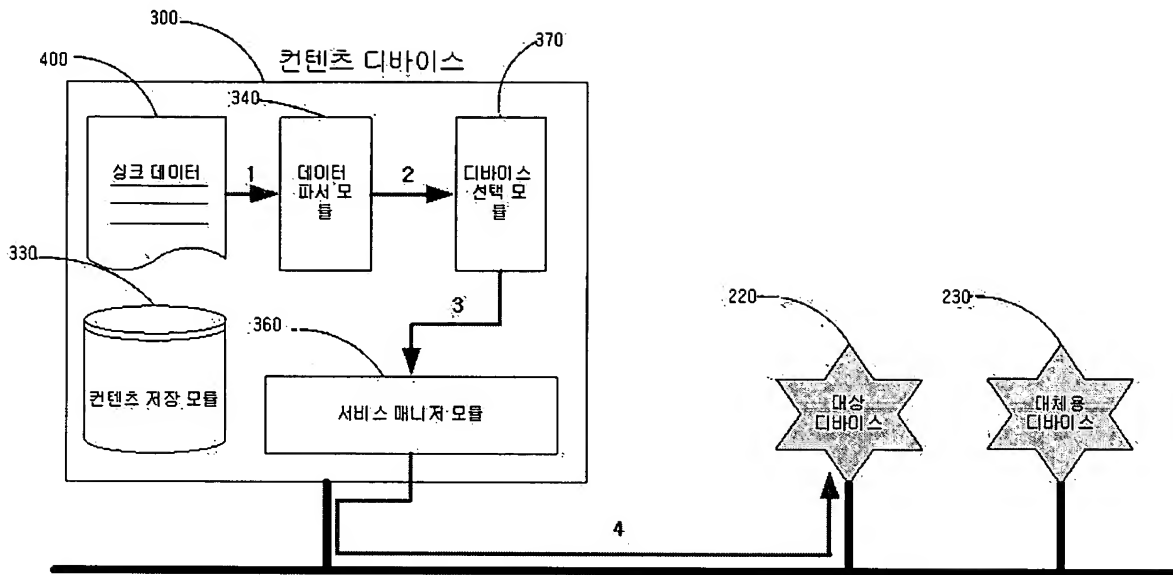 300
컨텐츠 디바이스
400
340
370
싱크 데이터
1
데이터
파서 모
듈
2
디바이스
선택 모
듈
330
3
360
220
230
컨텐츠 저장 모듈
서비스 매니저 모듈
대상
디바이스
대체용
디바이스
4